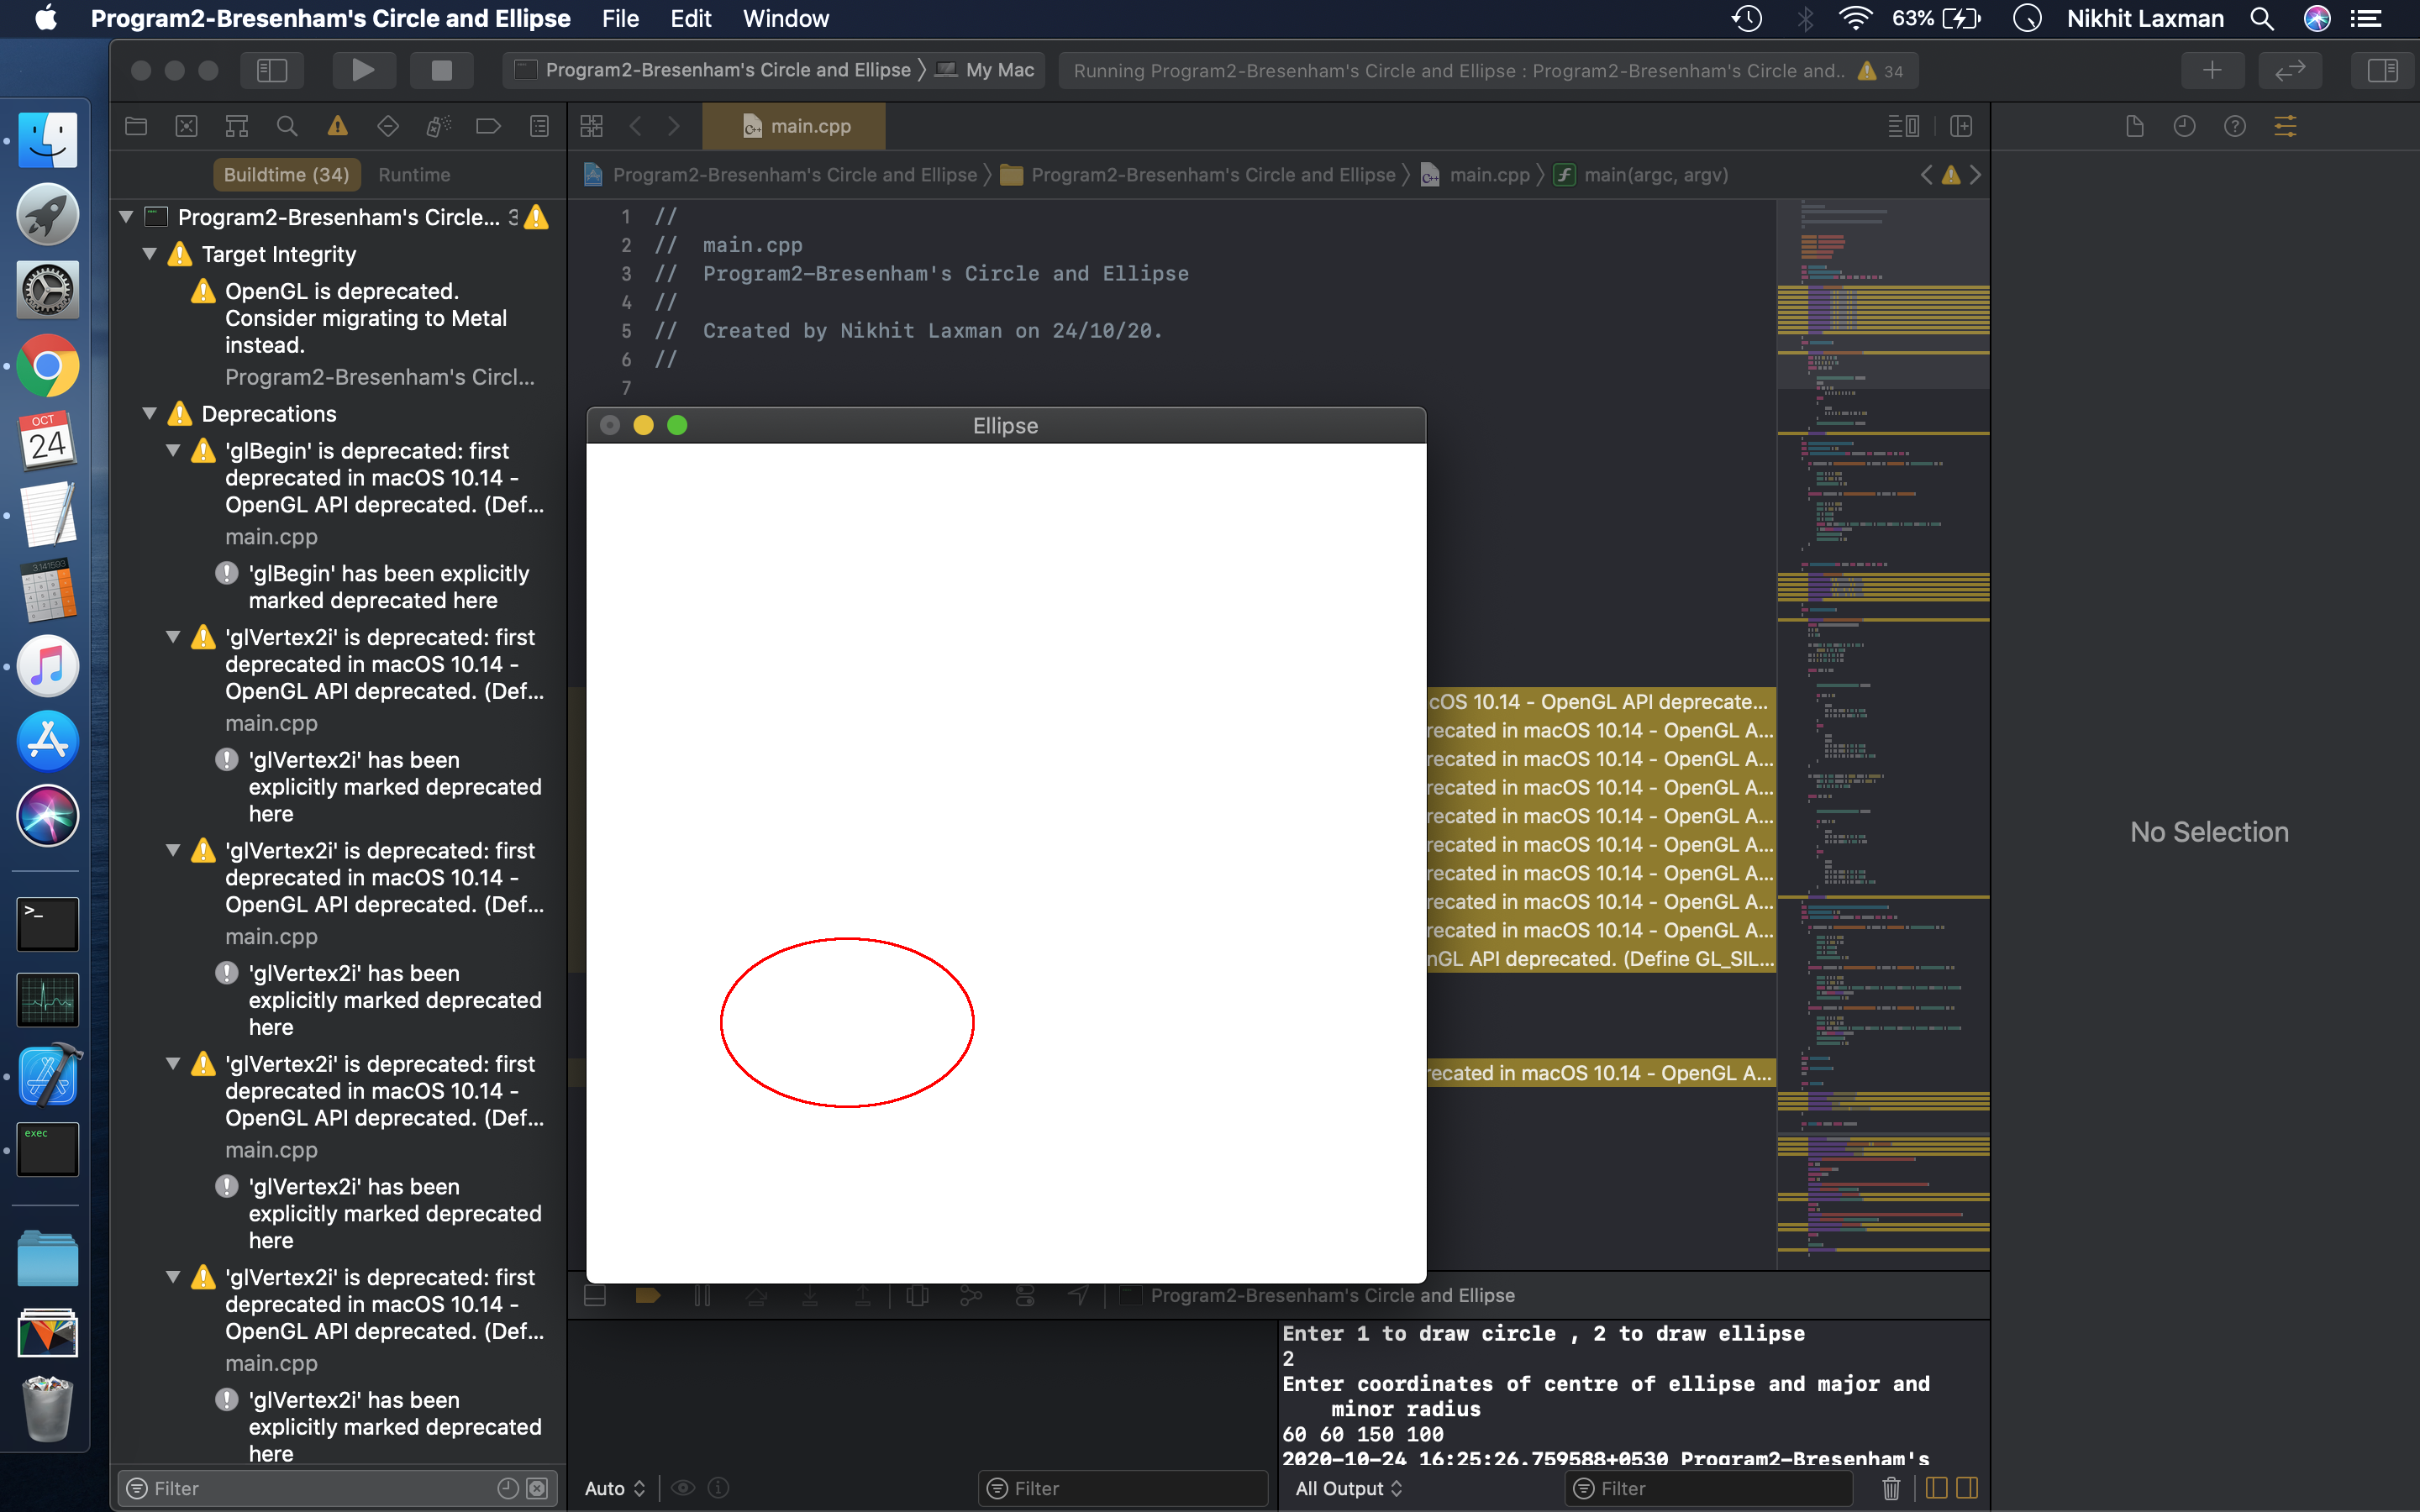 Program2-Bresenham's Circle and Ellipse File Edit Window 63% Nikhit Laxman
Program2-Bresenham's Circle and Ellipse 〉 My Mac
Running Program2-Bresenham's Circle and Ellipse : Program2-Bresenham's Circle and.. 34
main.cpp
Buildtime (34) Runtime
Program2-Bresenham's Circle and Ellipse 〉 Program2-Bresenham's Circle and Ellipse 〉 main.cpp 〉 main(argc, argv)
Program2-Bresenham's Circle... 3
Target Integrity
OpenGL is deprecated.
Consider migrating to Metal
instead.
Program2-Bresenham's Circl...
Deprecations
'glBegin' is deprecated: first
deprecated in macOS 10.14 -
OpenGL API deprecated. (Def...
main.cpp
'glBegin' has been explicitly
marked deprecated here
'glVertex2i' is deprecated: first
deprecated in macOS 10.14 -
OpenGL API deprecated. (Def...
main.cpp
'glVertex2i' has been
explicitly marked deprecated
here
'glVertex2i' is deprecated: first
deprecated in macOS 10.14 -
OpenGL API deprecated. (Def...
main.cpp
'glVertex2i' has been
explicitly marked deprecated
here
'glVertex2i' is deprecated: first
deprecated in macOS 10.14 -
OpenGL API deprecated. (Def...
main.cpp
'glVertex2i' has been
explicitly marked deprecated
here
'glVertex2i' is deprecated: first
deprecated in macOS 10.14 -
OpenGL API deprecated. (Def...
main.cpp
'glVertex2i' has been
explicitly marked deprecated
here
Filter
1 //
2 // main.cpp
3 // Program2-Bresenham's Circle and Ellipse
4 //
5 // Created by Nikhit Laxman on 24/10/20.
6 //
7
Ellipse
cOS 10.14 - OpenGL API deprecate...
recated in macOS 10.14 - OpenGL A...
recated in macOS 10.14 - OpenGL A...
recated in macOS 10.14 - OpenGL A...
recated in macOS 10.14 - OpenGL A...
recated in macOS 10.14 - OpenGL A...
recated in macOS 10.14 - OpenGL A...
recated in macOS 10.14 - OpenGL A...
recated in macOS 10.14 - OpenGL A...
nGL API deprecated. (Define GL_SIL...
recated in macOS 10.14 - OpenGL A...
No Selection
Program2-Bresenham's Circle and Ellipse
Enter 1 to draw circle , 2 to draw ellipse
2
Enter coordinates of centre of ellipse and major and
minor radius
60 60 150 100
2020-10-24 16:25:26.759588+0530 Program2-Bresenham's
Auto Filter
All Output Filter
OCT
24
3.141593
>_
exec